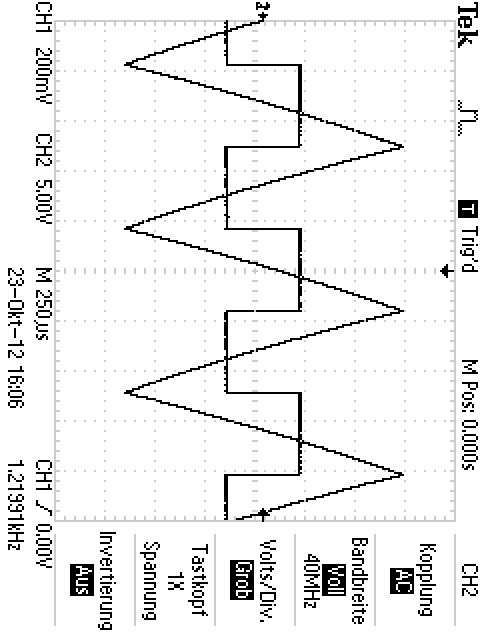 Tek
T Trig'd
M Pos: 0.000s
CH2
Kopplung
AC
Bandbreite
Voll
40MHz
Volts/Div.
Grob
Tastkopf
1X
Spannung
Invertierung
Aus
CH1 200mV
CH2 5.00V
M 250µs
CH1 / 0.00V
23-Okt-12 16:06
1.21991kHz